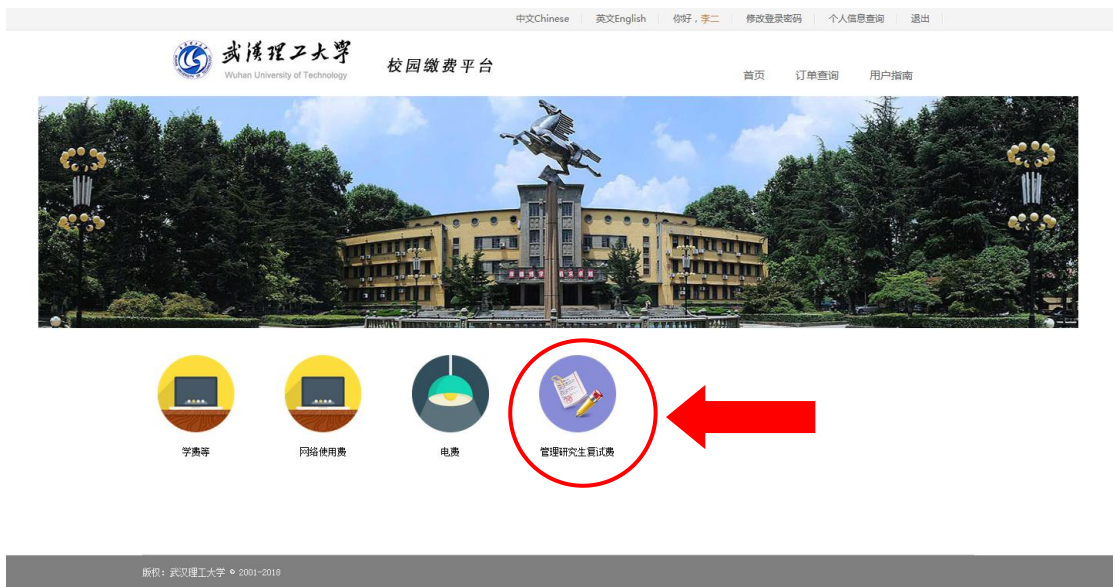 中文Chinese 英文English 你好，李二 修改登录密码 个人信息查询 退出
武汉理工大学
Wuhan University of Technology
校园缴费平台
首页 订单查询 用户指南
学费等 网络使用费 电费 管理研究生复试费
版权：武汉理工大学 © 2001-2018